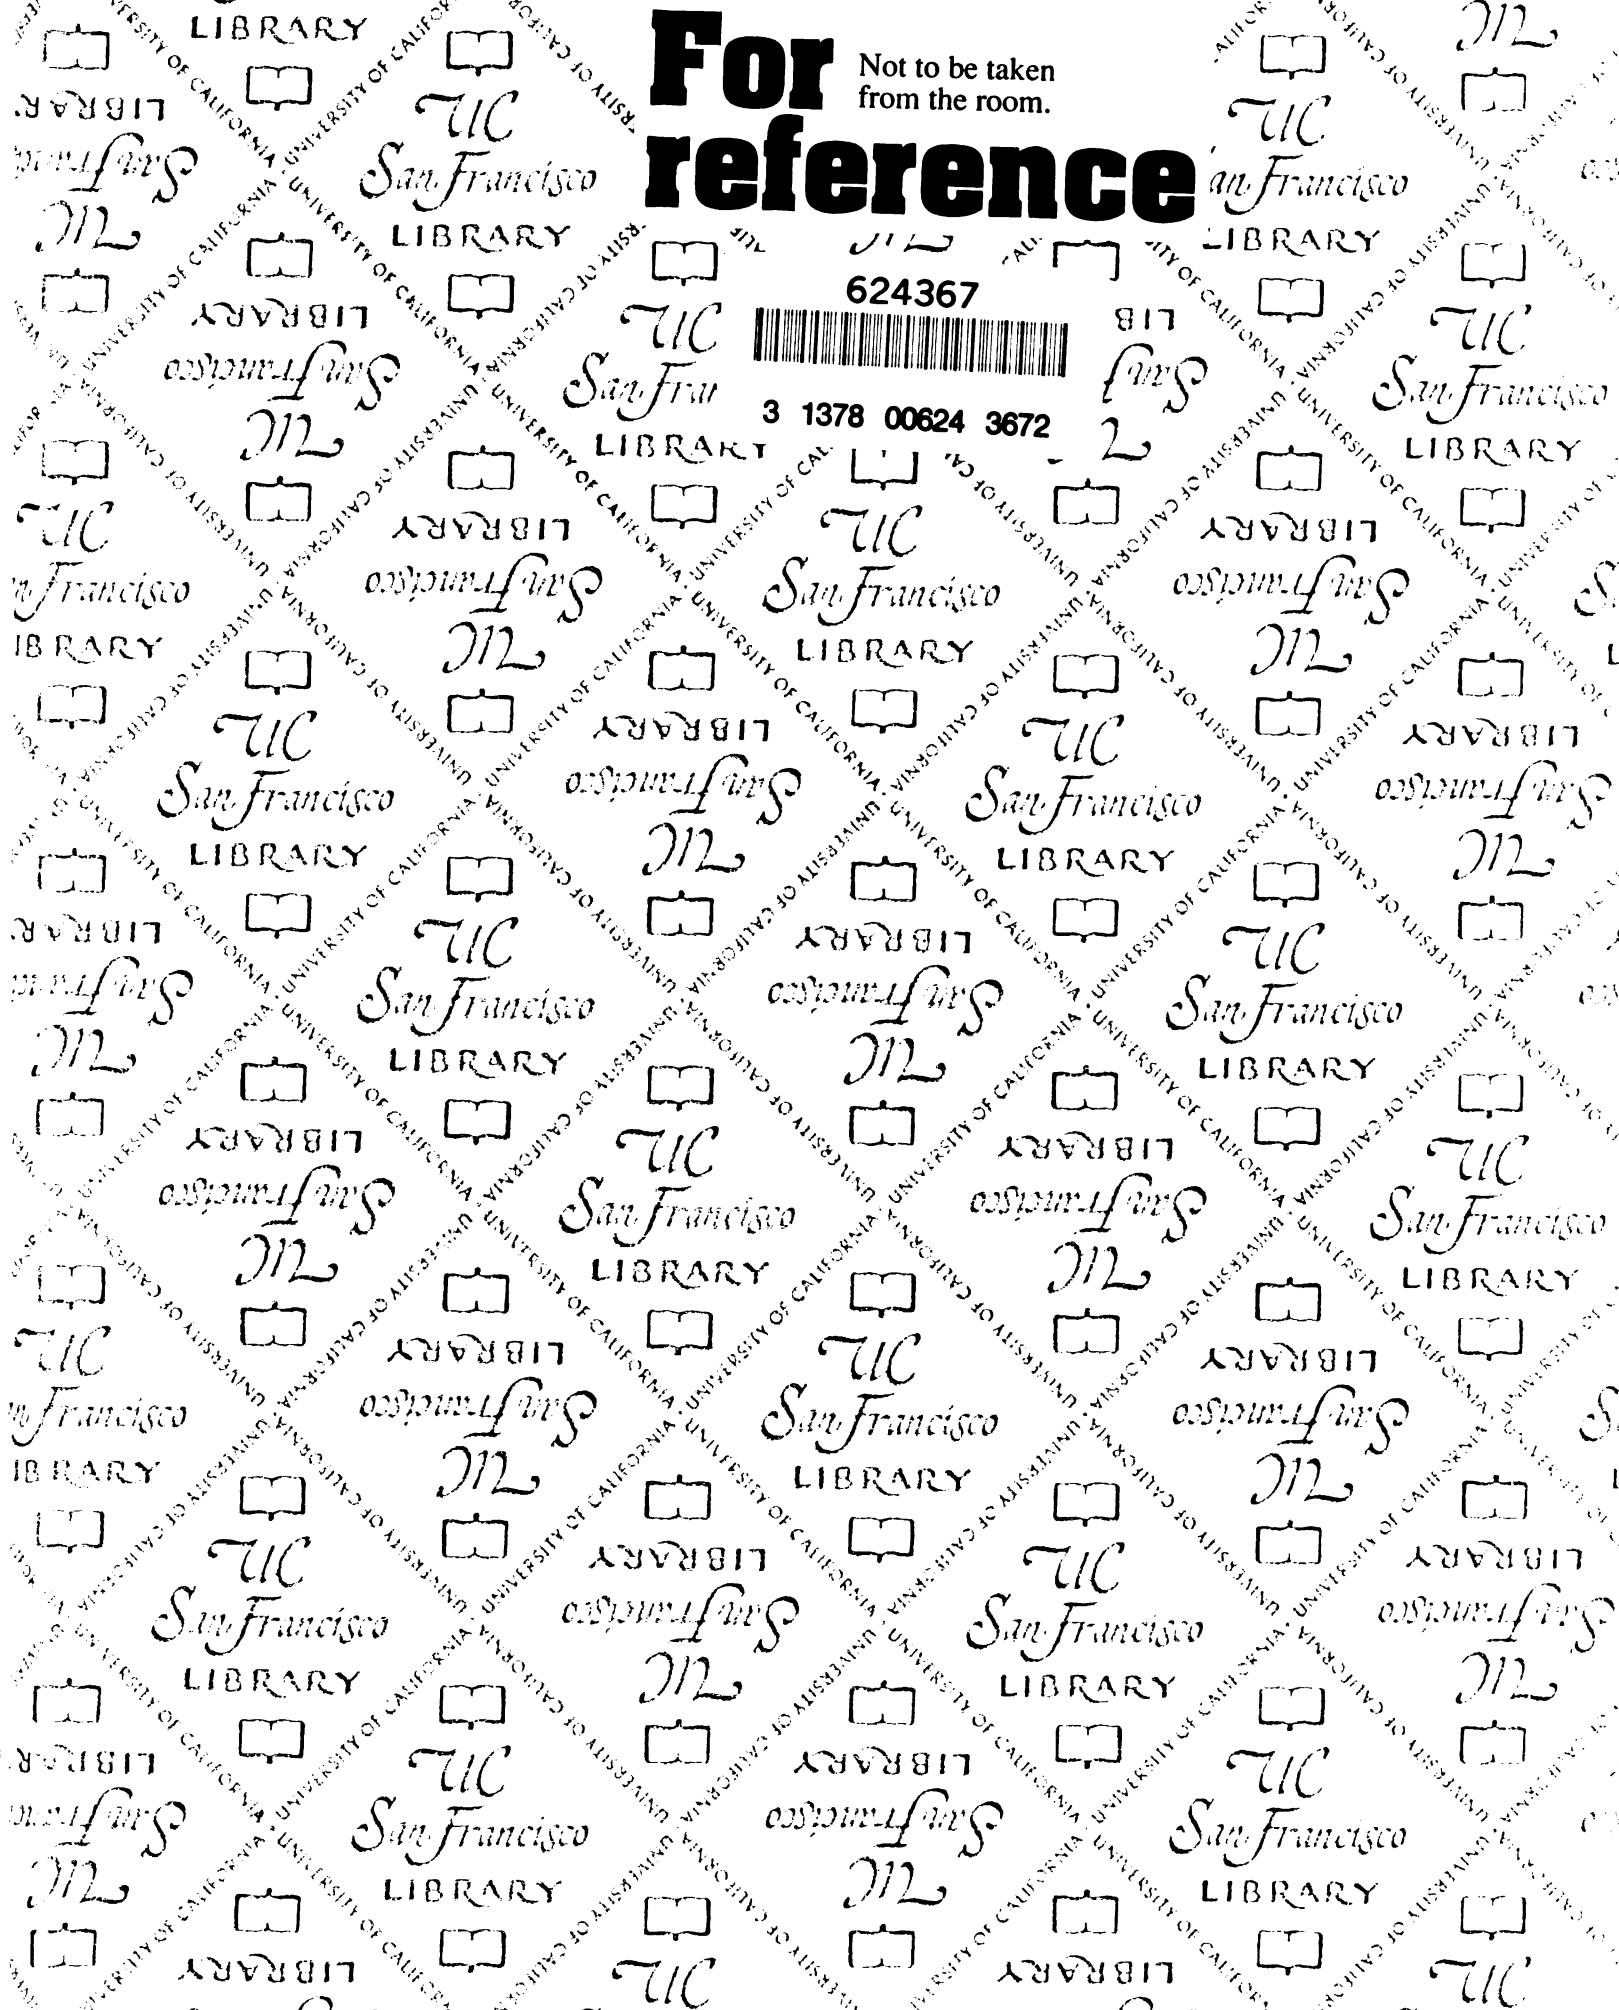 For
Not to be taken
from the room.
reference
624367
3 1378 00624 3672
UC
San Francisco
LIBRARY
UNIVERSITY OF CALIFORNIA